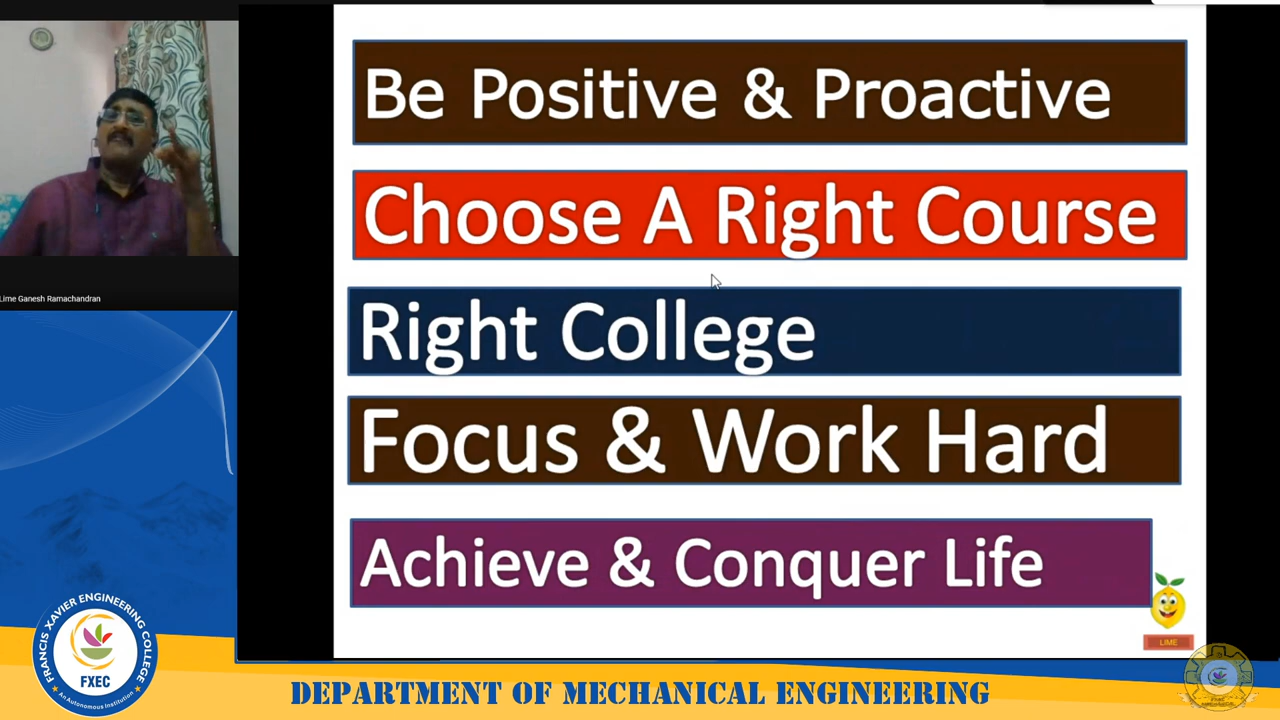 Be Positive & Proactive
Choose A Right Course
Right College
Focus & Work Hard
Achieve & Conquer Life
LIME
Lime Ganesh Ramachandran
FRANCIS XAVIER ENGINEERING COLLEGE
FXEC
An Autonomous Institution
DEPARTMENT OF MECHANICAL ENGINEERING